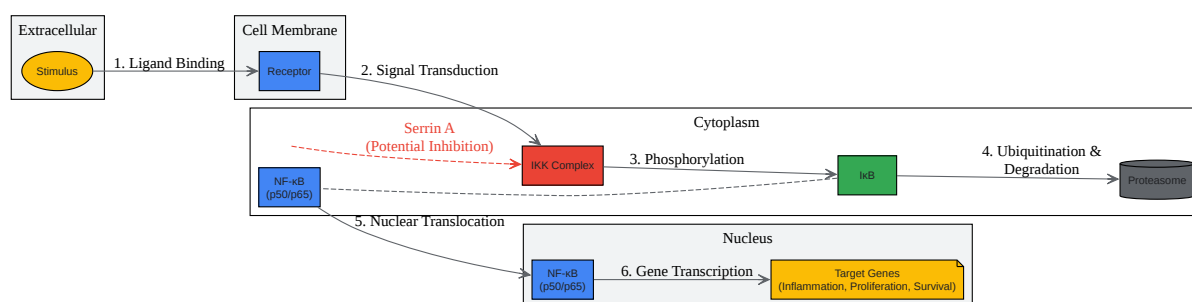 Extracellular
Stimulus
1. Ligand Binding
Cell Membrane
Receptor
2. Signal Transduction
Cytoplasm
Serrin A
(Potential Inhibition)
IKK Complex
3. Phosphorylation
IκB
4. Ubiquitination &
Degradation
Proteasome
NF-κB
(p50/p65)
5. Nuclear Translocation
Nucleus
NF-κB
(p50/p65)
6. Gene Transcription
Target Genes
(Inflammation, Proliferation, Survival)